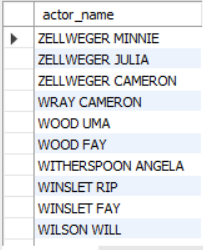 actor_name
ZELLWEGER MINNIE
ZELLWEGER JULIA
ZELLWEGER CAMERON
WRAY CAMERON
WOOD UMA
WOOD FAY
WITHERSPOON ANGELA
WINSLET RIP
WINSLET FAY
WILSON WILL